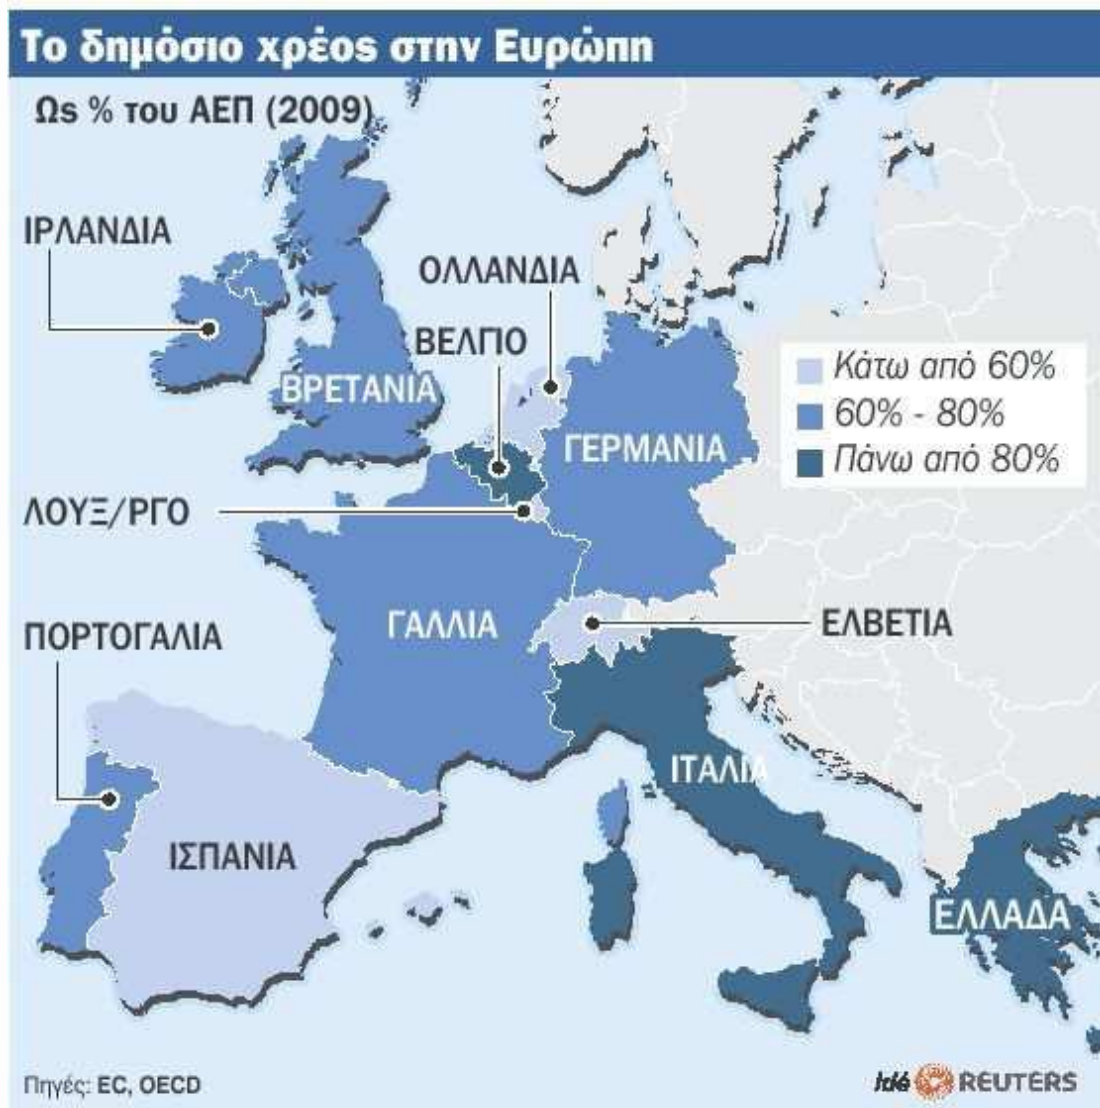 Το δημόσιο χρέος στην Ευρώπη
Ως % του ΑΕΠ (2009)
ΙΡΛΑΝΔΙΑ
ΟΛΛΑΝΔΙΑ
ΒΕΛΓΙΟ
ΒΡΕΤΑΝΙΑ
Κάτω από 60%
60% - 80%
Πάνω από 80%
ΓΕΡΜΑΝΙΑ
ΛΟΥΞ/ΡΓΟ
ΓΑΛΛΙΑ
ΕΛΒΕΤΙΑ
ΠΟΡΤΟΓΑΛΙΑ
ΙΤΑΛΙΑ
ΙΣΠΑΝΙΑ
ΕΛΛΑΔΑ
Πηγές: EC, OECD
REUTERS